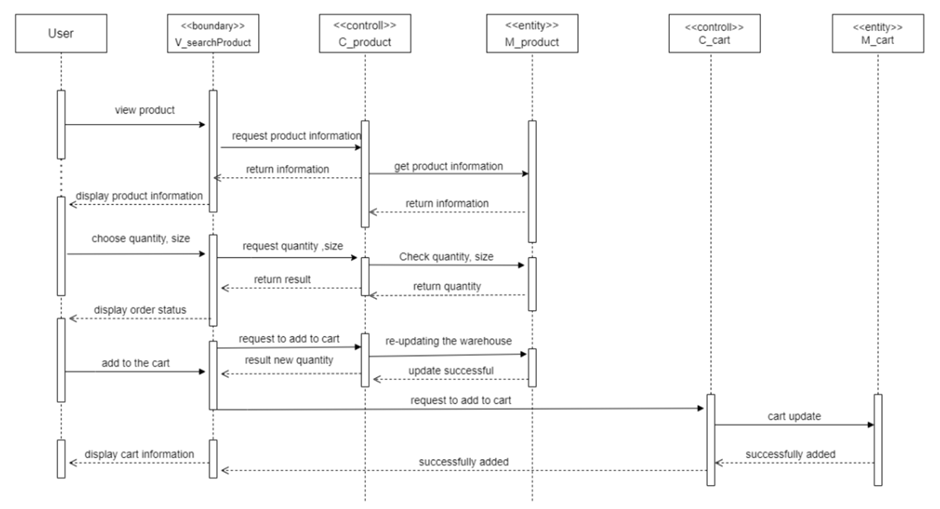 User
<<boundary>>
V_searchProduct
<<controll>>
C_product
<<entity>>
M_product
<<controll>>
C_cart
<<entity>>
M_cart
view product
request product information
return information
get product information
display product information
return information
choose quantity, size
request quantity ,size
Check quantity, size
return result
return quantity
display order status
request to add to cart
re-updating the warehouse
add to the cart
result new quantity
update successful
request to add to cart
cart update
display cart information
successfully added
successfully added